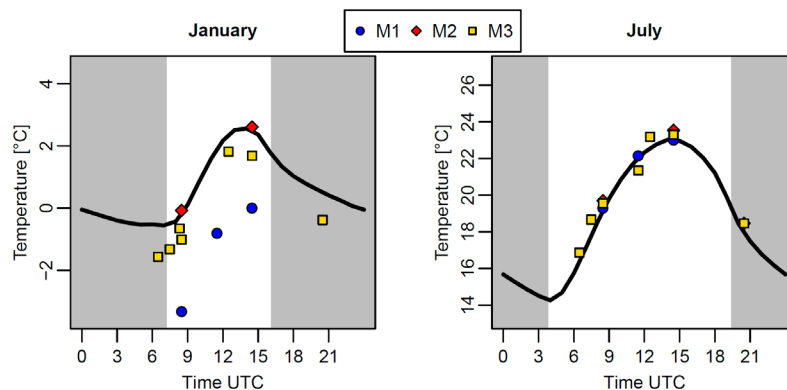 January
M1 M2 M3
July
Temperature [°C]
4
2
0
−2
0 3 6 9 12 15 18 21
Time UTC
Temperature [°C]
26
24
22
20
18
16
14
0 3 6 9 12 15 18 21
Time UTC